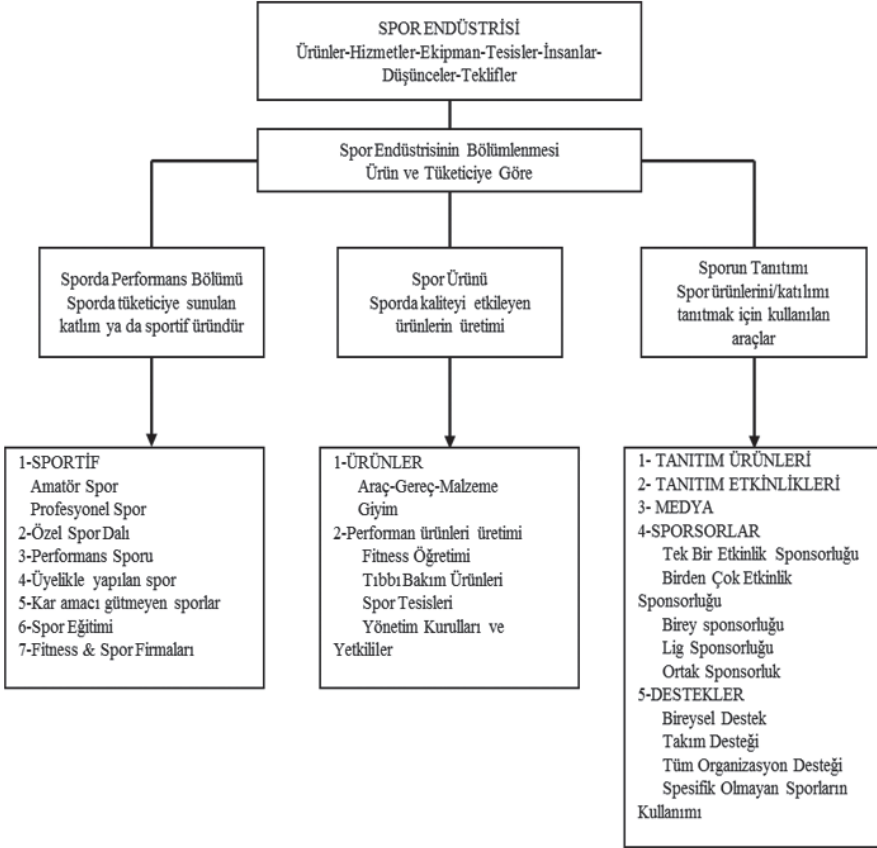 SPOR ENDÜSTRİSİ
Ürünler-Hizmetler-Ekipman-Tesisler-İnsanlar-
Düşünceler-Teklifler
Spor Endüstrisinin Bölümlenmesi
Ürün ve Tüketiciye Göre
Sporda Performans Bölümü
Sporda tüketiciye sunulan
katlım ya da sportif üründür
Spor Ürünü
Sporda kaliteyi etkileyen
ürünlerin üretimi
Sporun Tanıtımı
Spor ürünlerini/katılımı
tanıtmak için kullanılan
araçlar
1-SPORTİF
Amatör Spor
Profesyonel Spor
2-Özel Spor Dalı
3-Performans Sporu
4-Üyelikle yapılan spor
5-Kar amacı gütmeyen sporlar
6-Spor Eğitimi
7-Fitness & Spor Firmaları
1-ÜRÜNLER
Araç-Gereç-Malzeme
Giyim
2-Performan ürünleri üretimi
Fitness Öğretimi
Tıbbı Bakım Ürünleri
Spor Tesisleri
Yönetim Kurulları ve
Yetkililer
1- TANITIM ÜRÜNLERİ
2- TANITIM ETKİNLİKLERİ
3- MEDYA
4-SPORSORLAR
Tek Bir Etkinlik Sponsorluğu
Birden Çok Etkinlik
Sponsorluğu
Birey sponsorluğu
Lig Sponsorluğu
Ortak Sponsorluk
5-DESTEKLER
Bireysel Destek
Takım Desteği
Tüm Organizasyon Desteği
Spesifik Olmayan Sporların
Kullanımı